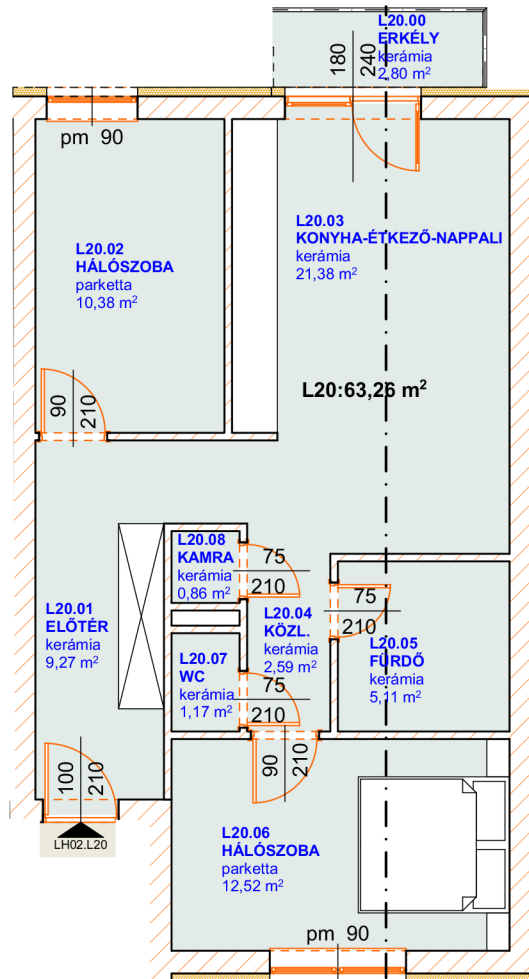 L20.00
ERKÉLY
kerámia
2,80 m²
180
240
pm 90
L20.03
KONYHA-ÉTKEZŐ-NAPPALI
kerámia
21,38 m²
L20.02
HÁLÓSZOBA
parketta
10,38 m²
L20:63,26 m²
90
210
L20.08
KAMRA
kerámia
0,86 m²
75
210
L20.01
ELŐTÉR
kerámia
9,27 m²
L20.04
KÖZL.
kerámia
2,59 m²
75
210
L20.05
FÜRDŐ
kerámia
5,11 m²
L20.07
WC
kerámia
1,17 m²
75
210
100
210
90
210
LH02.L20
L20.06
HÁLÓSZOBA
parketta
12,52 m²
pm 90